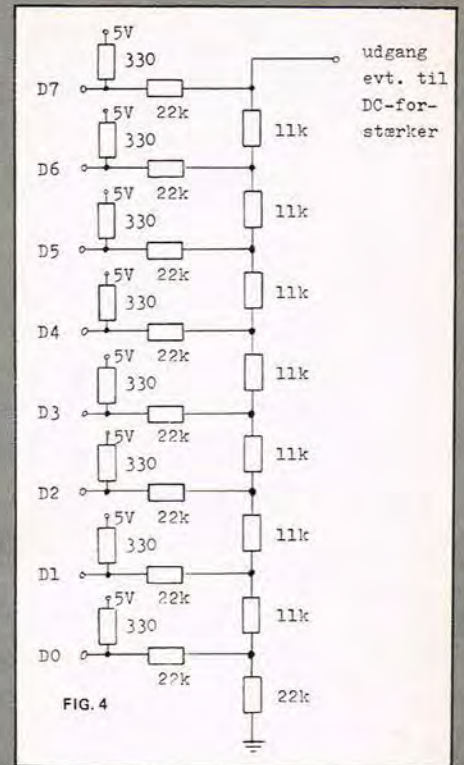 5V
330
udgang
evt. til
DC-for-
stærker
D7
22k
11k
5V
330
D6
22k
11k
5V
330
D5
22k
11k
5V
330
D4
22k
11k
5V
330
D3
22k
11k
5V
330
D2
22k
11k
5V
330
D1
22k
11k
5V
330
D0
22k
22k
FIG. 4